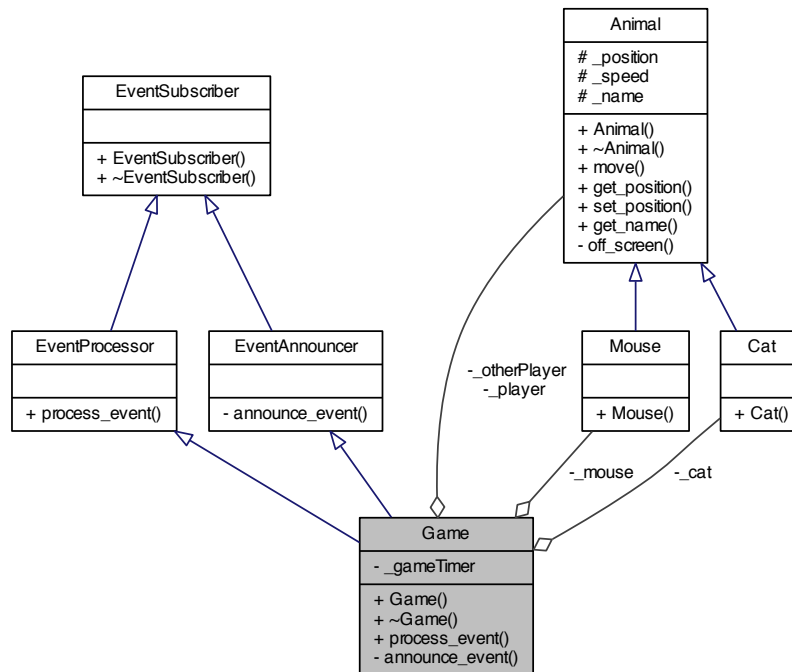 Animal
# _position
# _speed
# _name
+ Animal()
+ ~Animal()
+ move()
+ get_position()
+ set_position()
+ get_name()
- off_screen()
EventSubscriber
+ EventSubscriber()
+ ~EventSubscriber()
EventProcessor
+ process_event()
EventAnnouncer
- announce_event()
Mouse
+ Mouse()
Cat
+ Cat()
-_otherPlayer
-_player
-_mouse
-_cat
Game
- _gameTimer
+ Game()
+ ~Game()
+ process_event()
- announce_event()